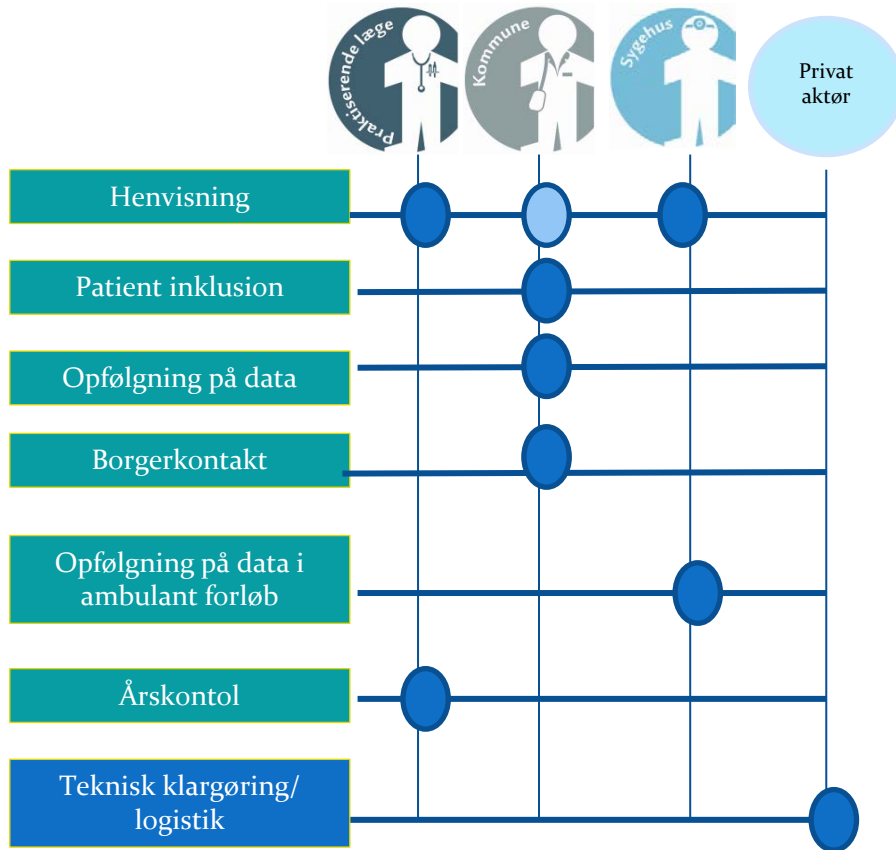 Praktiserende læge
Kommune
Sygehus
Privat
aktør
Henvisning
Patient inklusion
Opfølgning på data
Borgerkontakt
Opfølgning på data i
ambulant forløb
Årskontol
Teknisk klargøring/
logistik